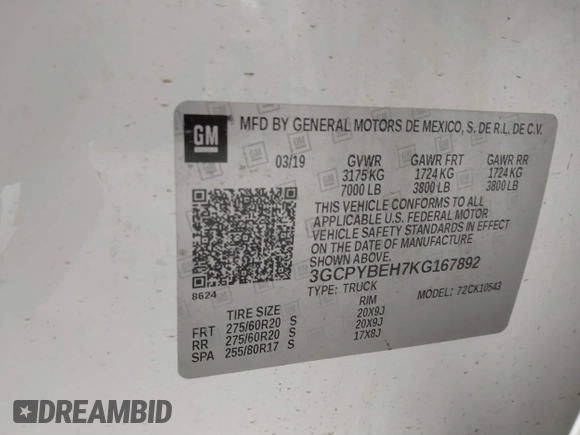 GM MFD BY GENERAL MOTORS DE MEXICO, S. DE R.L. DE C.V.
03/19 GVWR GAWR FRT GAWR RR
3175 KG 1724 KG 1724 KG
7000 LB 3800 LB 3800 LB
THIS VEHICLE CONFORMS TO ALL
APPLICABLE U.S. FEDERAL MOTOR
VEHICLE SAFETY STANDARDS IN EFFECT
ON THE DATE OF MANUFACTURE
SHOWN ABOVE.
8624 3GCPYBEH7KG167892
TYPE: TRUCK MODEL: 72CK10543
TIRE SIZE RIM
FRT 275/60R20 S 20X9J
RR 275/60R20 S 20X9J
SPA 255/80R17 S 17X8J
#DREAMBID